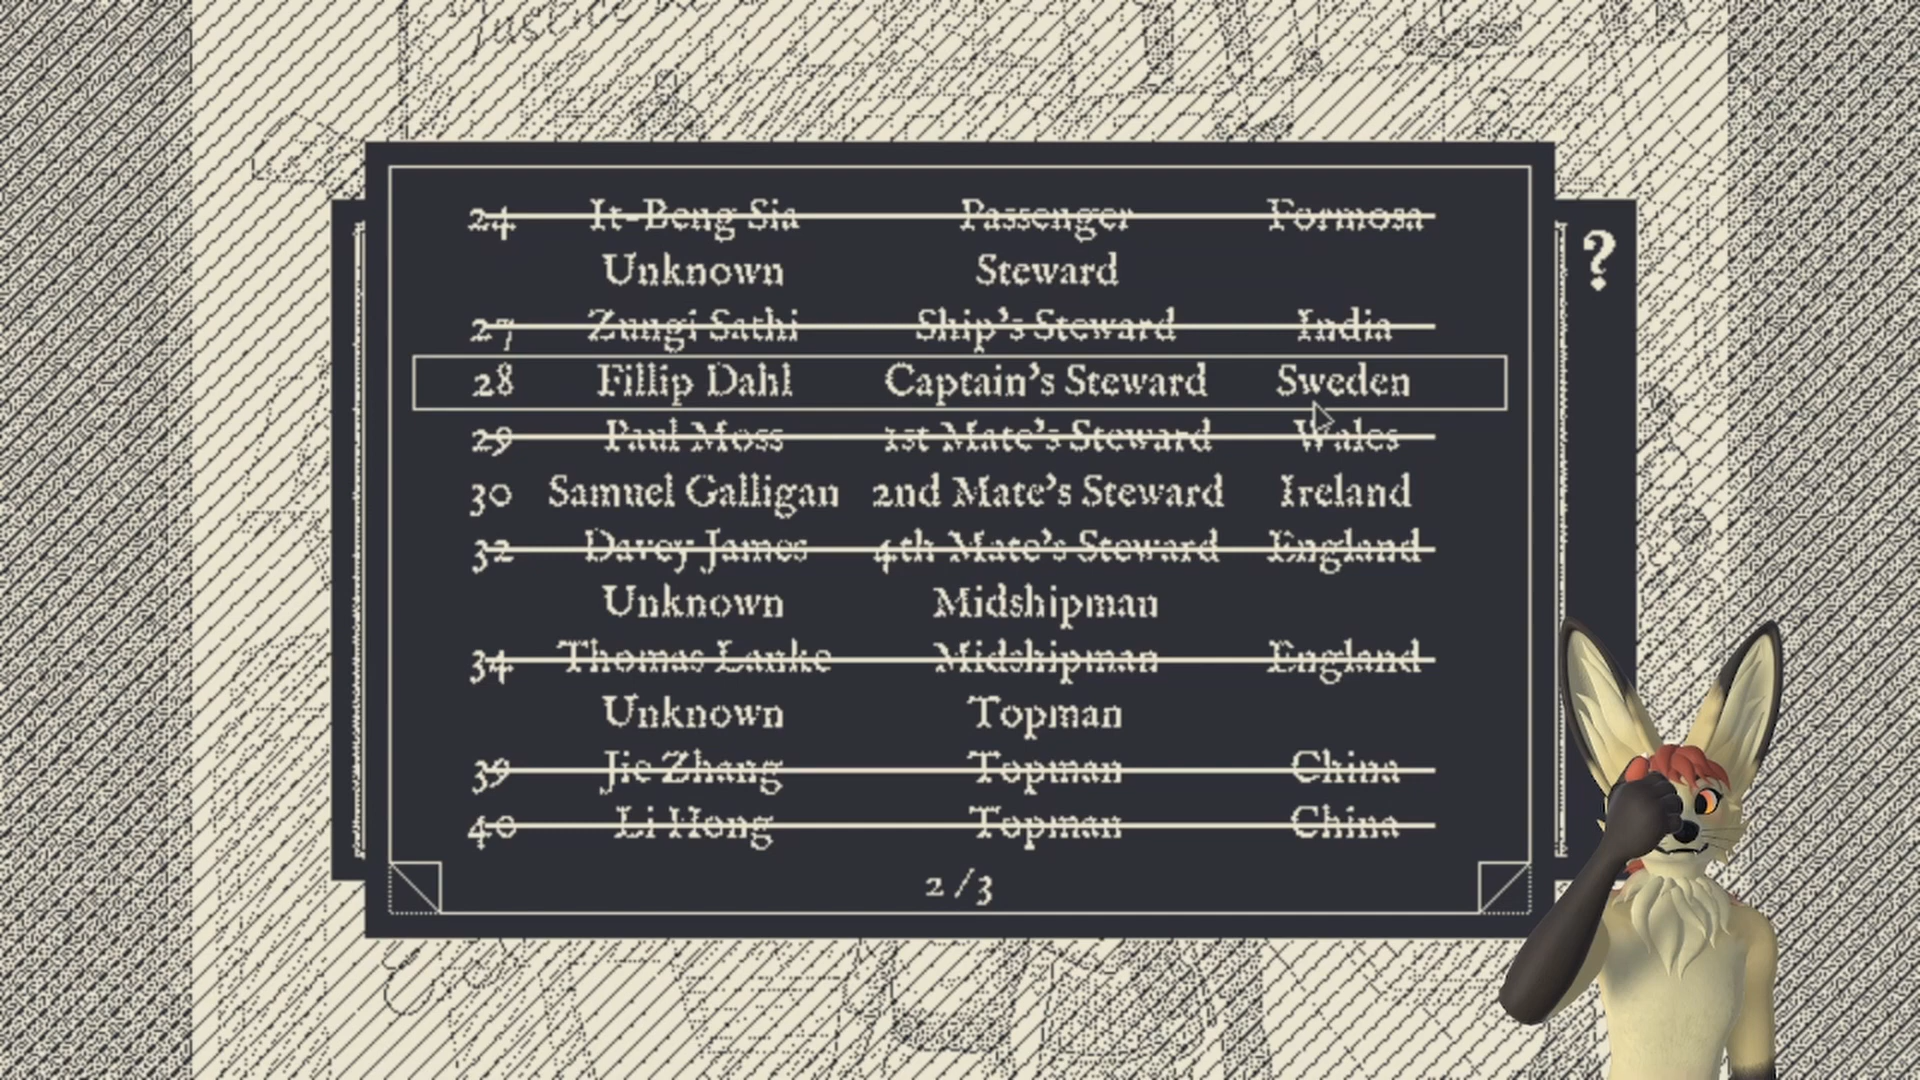 Justice
24 It-Beng Sia Passenger Formosa
Unknown Steward
?
27 Zungi Sathi Ship's Steward India
28 Fillip Dahl Captain's Steward Sweden
29 Paul Moss 1st Mate's Steward Wales
30 Samuel Galligan 2nd Mate's Steward Ireland
32 Davey James 4th Mate's Steward England
Unknown Midshipman
34 Thomas Lanke Midshipman England
Unknown Topman
39 Jie Zhang Topman China
40 Li Hong Topman China
2 / 3